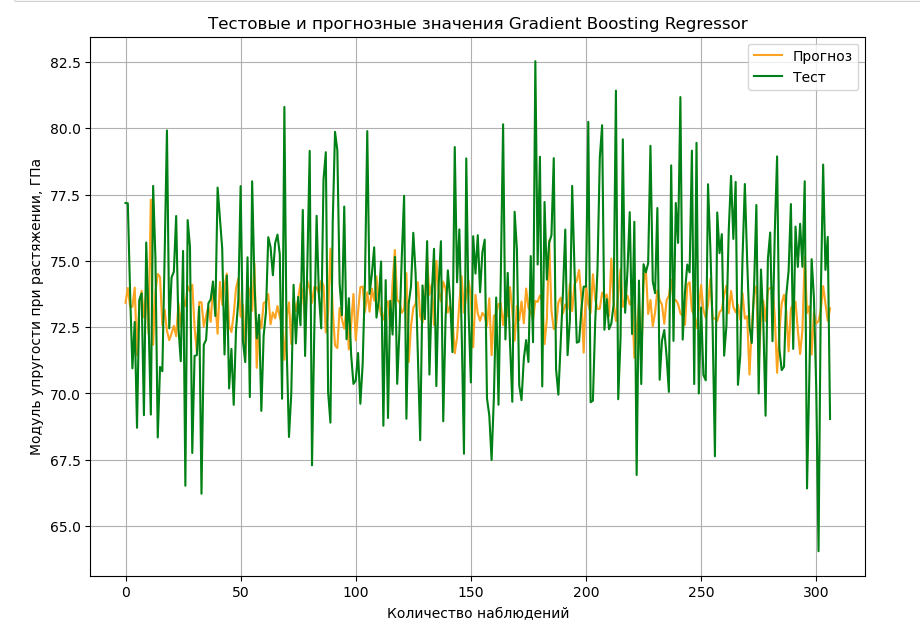 Тестовые и прогнозные значения Gradient Boosting Regressor
Прогноз
Тест
Модуль упругости при растяжении, ГПа
82.5
80.0
77.5
75.0
72.5
70.0
67.5
65.0
0 50 100 150 200 250 300
Количество наблюдений